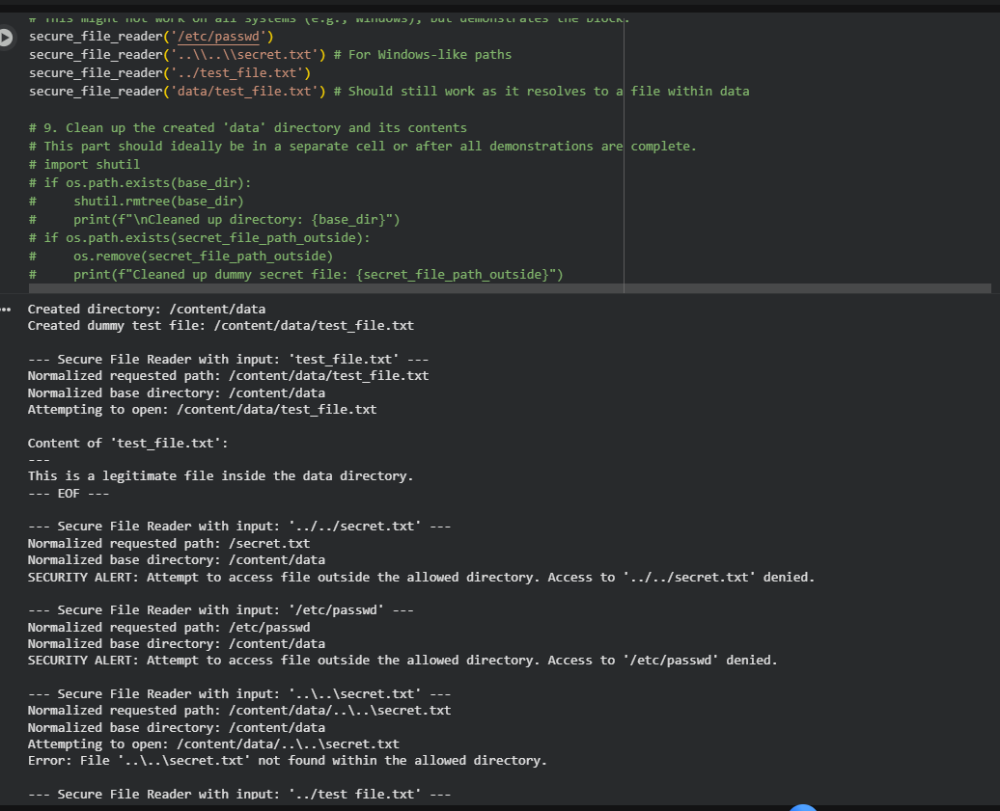 # This might not work on all systems (e.g., Windows), but demonstrates the block.
secure_file_reader('/etc/passwd')
secure_file_reader('..\\..\\secret.txt') # For Windows-like paths
secure_file_reader('../test_file.txt')
secure_file_reader('data/test_file.txt') # Should still work as it resolves to a file within data
# 9. Clean up the created 'data' directory and its contents
# This part should ideally be in a separate cell or after all demonstrations are complete.
# import shutil
# if os.path.exists(base_dir):
#     shutil.rmtree(base_dir)
#     print(f"\nCleaned up directory: {base_dir}")
# if os.path.exists(secret_file_path_outside):
#     os.remove(secret_file_path_outside)
#     print(f"Cleaned up dummy secret file: {secret_file_path_outside}")
Created directory: /content/data
Created dummy test file: /content/data/test_file.txt
--- Secure File Reader with input: 'test_file.txt' ---
Normalized requested path: /content/data/test_file.txt
Normalized base directory: /content/data
Attempting to open: /content/data/test_file.txt
Content of 'test_file.txt':
---
This is a legitimate file inside the data directory.
--- EOF ---
--- Secure File Reader with input: '../../secret.txt' ---
Normalized requested path: /secret.txt
Normalized base directory: /content/data
SECURITY ALERT: Attempt to access file outside the allowed directory. Access to '../../secret.txt' denied.
--- Secure File Reader with input: '/etc/passwd' ---
Normalized requested path: /etc/passwd
Normalized base directory: /content/data
SECURITY ALERT: Attempt to access file outside the allowed directory. Access to '/etc/passwd' denied.
--- Secure File Reader with input: '..\..\secret.txt' ---
Normalized requested path: /content/data/..\..\secret.txt
Normalized base directory: /content/data
Attempting to open: /content/data/..\..\secret.txt
Error: File '..\..\secret.txt' not found within the allowed directory.
--- Secure File Reader with input: '../test_file.txt' ---